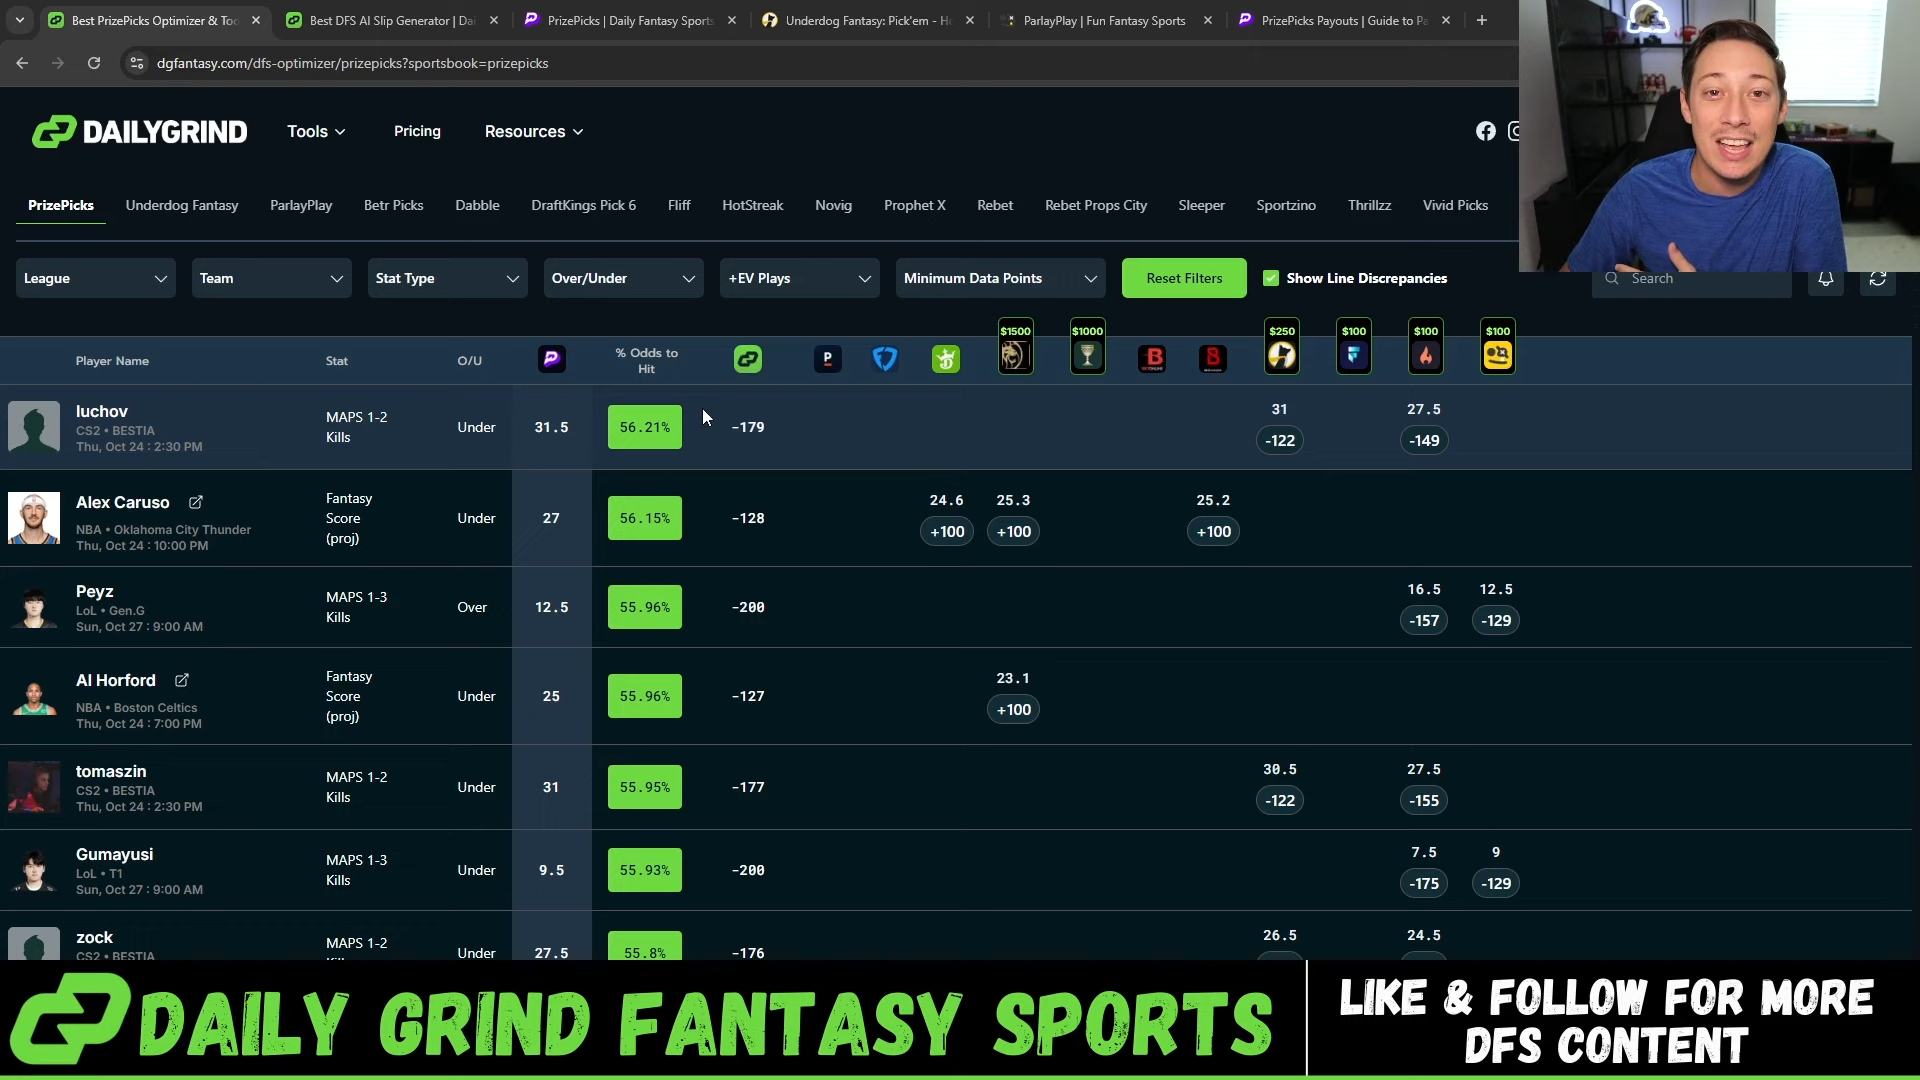 Best PrizePicks Optimizer & Too
Best DFS AI Slip Generator | Dai
PrizePicks | Daily Fantasy Sports
Underdog Fantasy: Pick'em - H
ParlayPlay | Fun Fantasy Sports
PrizePicks Payouts | Guide to Pa
dgfantasy.com/dfs-optimizer/prizepicks?sportsbook=prizepicks
DAILYGRIND
Tools
Pricing
Resources
PrizePicks
Underdog Fantasy
ParlayPlay
Betr Picks
Dabble
DraftKings Pick 6
Fliff
HotStreak
Novig
Prophet X
Rebet
Rebet Props City
Sleeper
Sportzino
Thrillzz
Vivid Picks
League
Team
Stat Type
Over/Under
+EV Plays
Minimum Data Points
Reset Filters
Show Line Discrepancies
Search
Player Name
Stat
O/U
% Odds to
Hit
$1500
$1000
$250
$100
$100
$100
luchov
CS2 • BESTIA
Thu, Oct 24 : 2:30 PM
MAPS 1-2
Kills
Under
31.5
56.21%
-179
31
-122
27.5
-149
Alex Caruso
NBA • Oklahoma City Thunder
Thu, Oct 24 : 10:00 PM
Fantasy
Score
(proj)
Under
27
56.15%
-128
24.6
+100
25.3
+100
25.2
+100
Peyz
LoL • Gen.G
Sun, Oct 27 : 9:00 AM
MAPS 1-3
Kills
Over
12.5
55.96%
-200
16.5
-157
12.5
-129
Al Horford
NBA • Boston Celtics
Thu, Oct 24 : 7:00 PM
Fantasy
Score
(proj)
Under
25
55.96%
-127
23.1
+100
tomaszin
CS2 • BESTIA
Thu, Oct 24 : 2:30 PM
MAPS 1-2
Kills
Under
31
55.95%
-177
30.5
-122
27.5
-155
Gumayusi
LoL • T1
Sun, Oct 27 : 9:00 AM
MAPS 1-3
Kills
Under
9.5
55.93%
-200
7.5
-175
9
-129
zock
CS2 • BESTIA
MAPS 1-2
Under
27.5
55.8%
-176
26.5
24.5
DAILY GRIND FANTASY SPORTS
LIKE & FOLLOW FOR MORE
DFS CONTENT